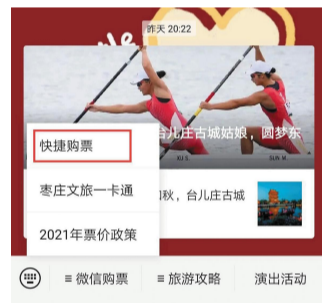 昨天 20:22
台儿庄古城姑娘，圆梦东
XU S.
SUN M.
快捷购票
枣庄文旅一卡通
秋，台儿庄古城
2021年票价政策
≡ 微信购票
≡ 旅游攻略
演出活动